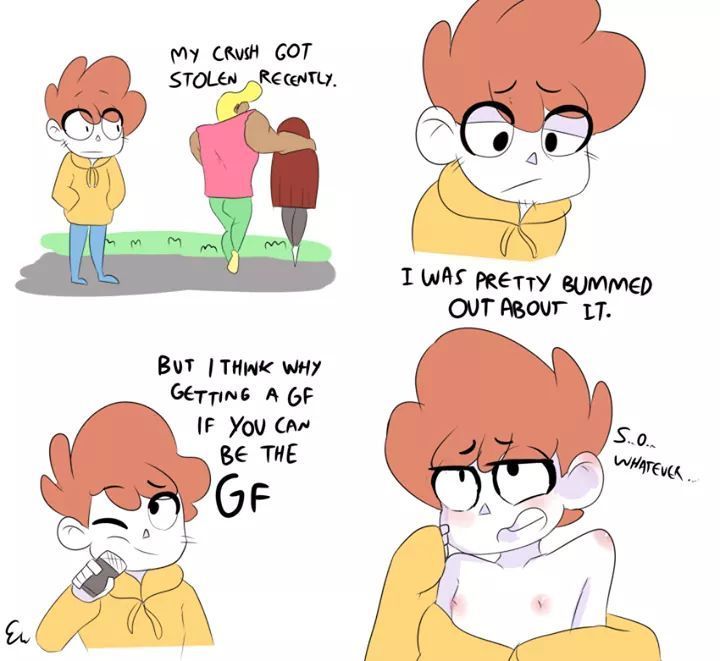 MY CRUSH GOT
STOLEN RECENTLY.
I WAS PRETTY BUMMED
OUT ABOUT IT.
BUT I THINK WHY
GETTING A GF
IF YOU CAN
BE THE
GF
S..O..
WHATEVER...